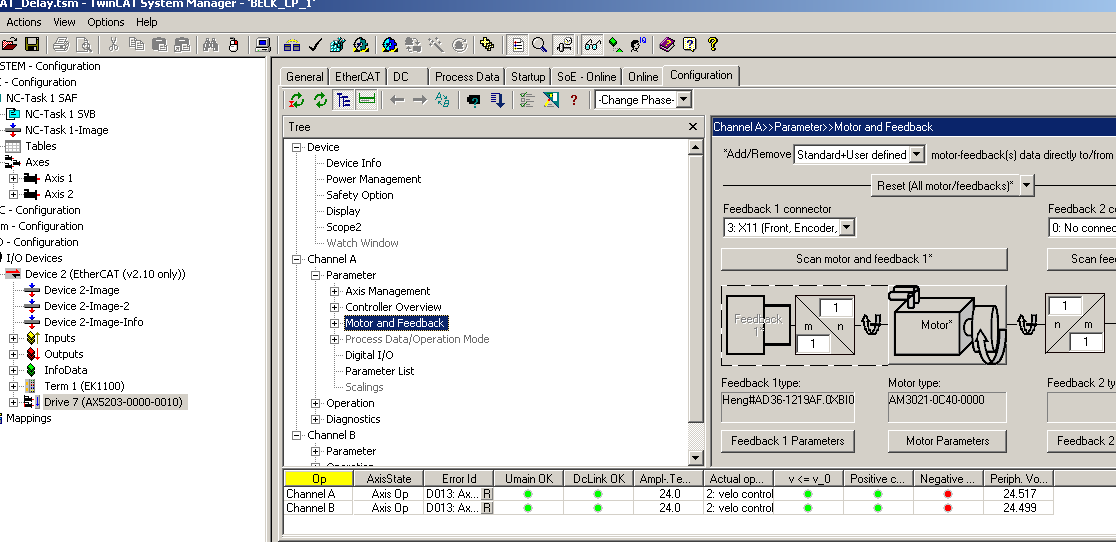 AT_Delay.tsm - TwinCAT System Manager - 'BECK_CP_1'
Actions View Options Help
STEM - Configuration
C - Configuration
NC-Task 1 SAF
NC-Task 1 SVB
NC-Task 1-Image
Tables
Axes
Axis 1
Axis 2
C - Configuration
m - Configuration
O - Configuration
I/O Devices
Device 2 (EtherCAT (v2.10 only))
Device 2-Image
Device 2-Image-2
Device 2-Image-Info
Inputs
Outputs
InfoData
Term 1 (EK1100)
Drive 7 (AX5203-0000-0010)
Mappings
General EtherCAT DC Process Data Startup SoE - Online Online Configuration
-Change Phase-
Tree
Device
Device Info
Power Management
Safety Option
Display
Scope2
Watch Window
Channel A
Parameter
Axis Management
Controller Overview
Motor and Feedback
Process Data/Operation Mode
Digital I/O
Parameter List
Scalings
Operation
Diagnostics
Channel B
Parameter
Channel A>>Parameter>>Motor and Feedback
*Add/Remove Standard+User defined motor-feedback(s) data directly to/from
Reset (All motor/feedbacks)*
Feedback 1 connector Feedback 2 c
3: X11 (Front, Encoder, 0: No connec
Scan motor and feedback 1* Scan fee
Feedback 1* m n 1 1 Motor* 1 n m 1
Feedback 1type: Motor type: Feedback 2 ty
Heng#AD36-1219AF.0XBI0 AM3021-0C40-0000
Feedback 1 Parameters Motor Parameters Feedback 2
Op AxisState Error Id Umain OK DcLink OK Ampl-.Te... Actual op... v <= v_0 Positive c... Negative ... Periph. Vo...
Channel A Axis Op D013: Ax... R 24.0 2: velo control 24.517
Channel B Axis Op D013: Ax... R 24.0 2: velo control 24.499